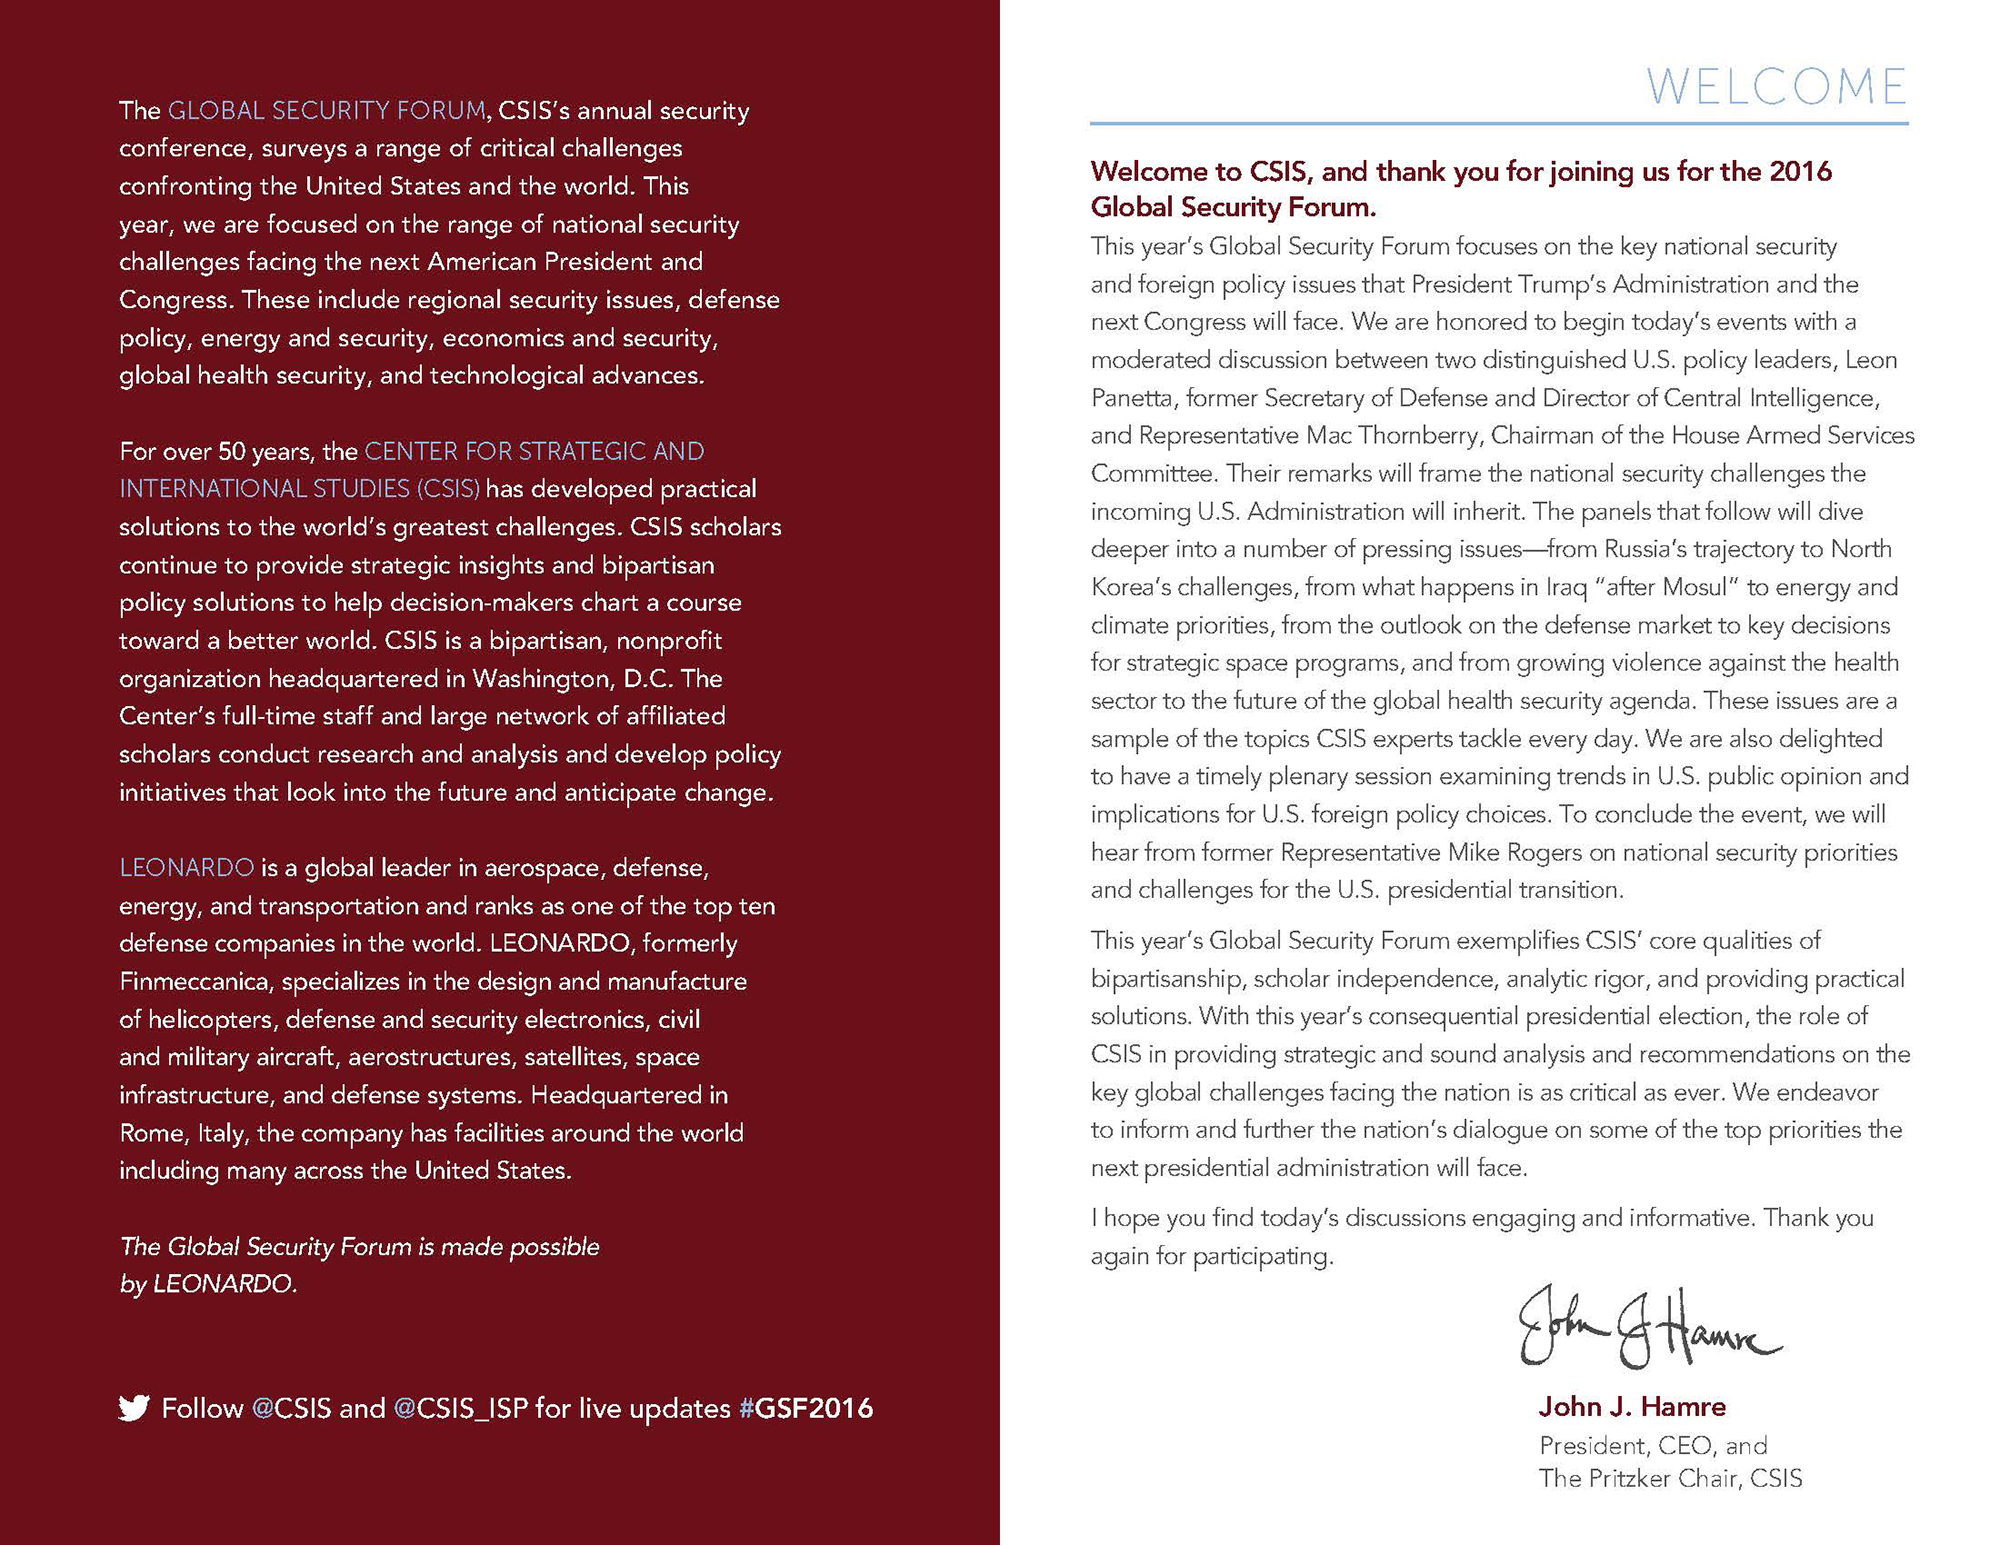 The GLOBAL SECURITY FORUM, CSIS's annual security
conference, surveys a range of critical challenges
confronting the United States and the world. This
year, we are focused on the range of national security
challenges facing the next American President and
Congress. These include regional security issues, defense
policy, energy and security, economics and security,
global health security, and technological advances.
For over 50 years, the CENTER FOR STRATEGIC AND
INTERNATIONAL STUDIES (CSIS) has developed practical
solutions to the world's greatest challenges. CSIS scholars
continue to provide strategic insights and bipartisan
policy solutions to help decision-makers chart a course
toward a better world. CSIS is a bipartisan, nonprofit
organization headquartered in Washington, D.C. The
Center's full-time staff and large network of affiliated
scholars conduct research and analysis and develop policy
initiatives that look into the future and anticipate change.
LEONARDO is a global leader in aerospace, defense,
energy, and transportation and ranks as one of the top ten
defense companies in the world. LEONARDO, formerly
Finmeccanica, specializes in the design and manufacture
of helicopters, defense and security electronics, civil
and military aircraft, aerostructures, satellites, space
infrastructure, and defense systems. Headquartered in
Rome, Italy, the company has facilities around the world
including many across the United States.
The Global Security Forum is made possible
by LEONARDO.
Follow @CSIS and @CSIS_ISP for live updates #GSF2016
WELCOME
Welcome to CSIS, and thank you for joining us for the 2016
Global Security Forum.
This year's Global Security Forum focuses on the key national security
and foreign policy issues that President Trump's Administration and the
next Congress will face. We are honored to begin today's events with a
moderated discussion between two distinguished U.S. policy leaders, Leon
Panetta, former Secretary of Defense and Director of Central Intelligence,
and Representative Mac Thornberry, Chairman of the House Armed Services
Committee. Their remarks will frame the national security challenges the
incoming U.S. Administration will inherit. The panels that follow will dive
deeper into a number of pressing issues—from Russia's trajectory to North
Korea's challenges, from what happens in Iraq "after Mosul" to energy and
climate priorities, from the outlook on the defense market to key decisions
for strategic space programs, and from growing violence against the health
sector to the future of the global health security agenda. These issues are a
sample of the topics CSIS experts tackle every day. We are also delighted
to have a timely plenary session examining trends in U.S. public opinion and
implications for U.S. foreign policy choices. To conclude the event, we will
hear from former Representative Mike Rogers on national security priorities
and challenges for the U.S. presidential transition.
This year's Global Security Forum exemplifies CSIS' core qualities of
bipartisanship, scholar independence, analytic rigor, and providing practical
solutions. With this year's consequential presidential election, the role of
CSIS in providing strategic and sound analysis and recommendations on the
key global challenges facing the nation is as critical as ever. We endeavor
to inform and further the nation's dialogue on some of the top priorities the
next presidential administration will face.
I hope you find today's discussions engaging and informative. Thank you
again for participating.
John J Hamre
John J. Hamre
President, CEO, and
The Pritzker Chair, CSIS